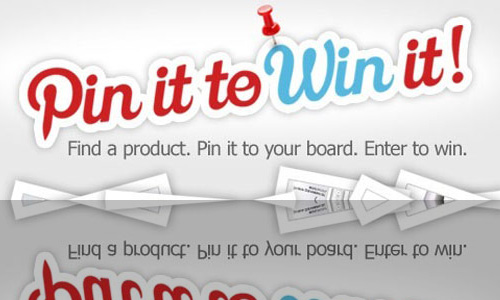 Pin it to Win it!
Find a product. Pin it to your board. Enter to win.